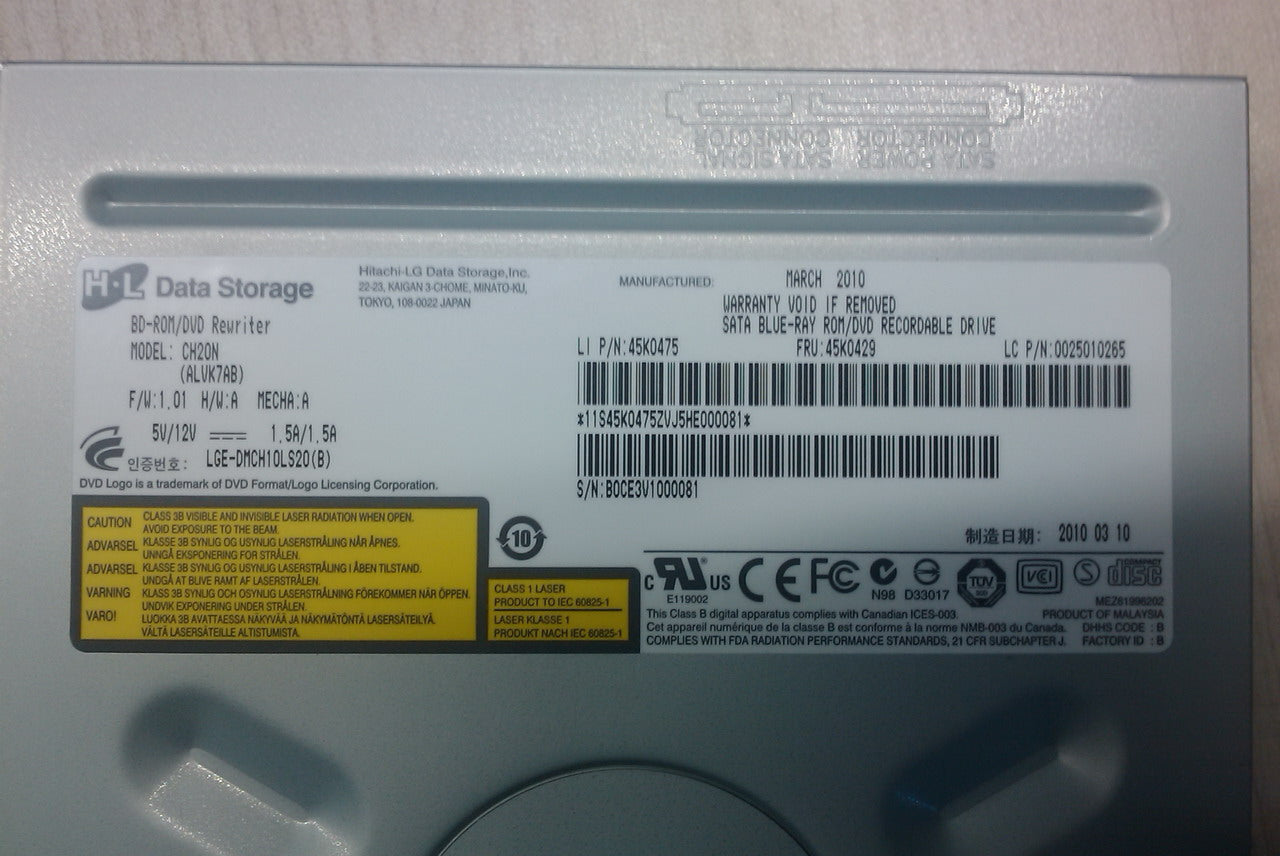 SATA SIGNAL CONNECTOR
SATA POWER CONNECTOR
H·L Data Storage
Hitachi-LG Data Storage,Inc.
22-23, KAIGAN 3-CHOME, MINATO-KU,
TOKYO, 108-0022 JAPAN
BD-ROM/DVD Rewriter
MODEL: CH20N
(ALVK7AB)
F/W:1.01 H/W:A MECHA:A
5V/12V 1.5A/1.5A
인증번호: LGE-DMCH10LS20(B)
DVD Logo is a trademark of DVD Format/Logo Licensing Corporation.
MANUFACTURED: MARCH 2010
WARRANTY VOID IF REMOVED
SATA BLUE-RAY ROM/DVD RECORDABLE DRIVE
LI P/N:45K0475 FRU:45K0429 LC P/N:0025010265
*11S45K0475ZVJ5HE000081*
S/N:B0CE3V1000081
制造日期: 2010 03 10
CAUTION CLASS 3B VISIBLE AND INVISIBLE LASER RADIATION WHEN OPEN.
AVOID EXPOSURE TO THE BEAM.
ADVARSEL KLASSE 3B SYNLIG OG USYNLIG LASERSTRÅLING NÅR ÅPNES.
UNNGÅ EKSPONERING FOR STRÅLEN.
ADVARSEL KLASSE 3B SYNLIG OG USYNLIG LASERSTRÅLING I ÅBEN TILSTAND.
UNDGÅ AT BLIVE RAMT AF LASERSTRÅLEN.
VARNING KLASS 3B SYNLIG OCH OSYNLIG LASERSTRÅLNING FÖREKOMMER NÄR ÖPPEN.
UNDVIK EXPONERING UNDER STRÅLEN.
VARO! LUOKKA 3B AVATTAESSA NÄKYVÄÄ JA NÄKYMÄTÖNTÄ LASERSÄTEILYÄ.
VÄLTÄ LASERSÄTEILLE ALTISTUMISTA.
10
CLASS 1 LASER
PRODUCT TO IEC 60825-1
LASER KLASSE 1
PRODUKT NACH IEC 60825-1
c RU US CE FC N98 D33017 TÜV VCI S COMPACT disc
E119002
MEZ61996202
This Class B digital apparatus complies with Canadian ICES-003. PRODUCT OF MALAYSIA
Cet appareil numérique de la classe B est conforme à la norme NMB-003 du Canada. DHHS CODE : B
COMPLIES WITH FDA RADIATION PERFORMANCE STANDARDS, 21 CFR SUBCHAPTER J. FACTORY ID : B